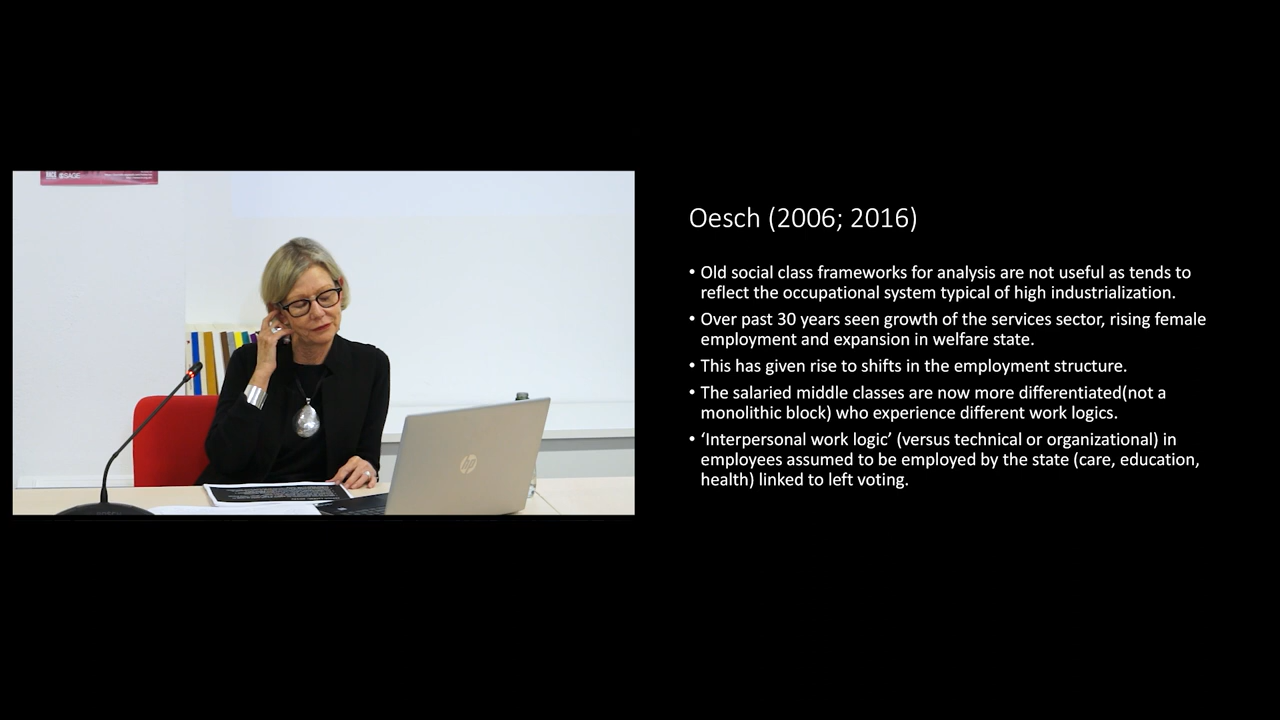 SAGE
Oesch (2006; 2016)
• Old social class frameworks for analysis are not useful as tends to
reflect the occupational system typical of high industrialization.
• Over past 30 years seen growth of the services sector, rising female
employment and expansion in welfare state.
• This has given rise to shifts in the employment structure.
• The salaried middle classes are now more differentiated(not a
monolithic block) who experience different work logics.
• ‘Interpersonal work logic’ (versus technical or organizational) in
employees assumed to be employed by the state (care, education,
health) linked to left voting.
hp